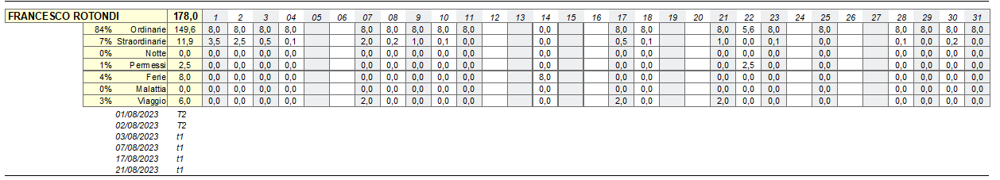 FRANCESCO ROTONDI 178,0 1 2 3 04 05 06 07 08 9 10 11 12 13 14 15 16 17 18 19 20 21 22 23 24 25 26 27 28 29 30 31
84% Ordinarie 149,6 8,0 8,0 8,0 8,0 8,0 8,0 8,0 8,0 8,0 0,0 8,0 8,0 8,0 5,6 8,0 8,0 8,0 8,0 8,0 8,0
7% Straordinarie 11,9 3,5 2,5 0,5 0,1 2,0 0,2 1,0 0,1 0,0 0,0 0,5 0,1 1,0 0,0 0,1 0,0 0,1 0,0 0,2 0,0
0% Notte 0,0 0,0 0,0 0,0 0,0 0,0 0,0 0,0 0,0 0,0 0,0 0,0 0,0 0,0 0,0 0,0 0,0 0,0 0,0 0,0 0,0
1% Permessi 2,5 0,0 0,0 0,0 0,0 0,0 0,0 0,0 0,0 0,0 0,0 0,0 0,0 0,0 2,5 0,0 0,0 0,0 0,0 0,0 0,0
4% Ferie 8,0 0,0 0,0 0,0 0,0 0,0 0,0 0,0 0,0 0,0 8,0 0,0 0,0 0,0 0,0 0,0 0,0 0,0 0,0 0,0 0,0
0% Malattia 0,0 0,0 0,0 0,0 0,0 0,0 0,0 0,0 0,0 0,0 0,0 0,0 0,0 0,0 0,0 0,0 0,0 0,0 0,0 0,0 0,0
3% Viaggio 6,0 0,0 0,0 0,0 0,0 2,0 0,0 0,0 0,0 0,0 0,0 2,0 0,0 2,0 0,0 0,0 0,0 0,0 0,0 0,0 0,0
01/08/2023 T2
02/08/2023 T2
03/08/2023 t1
07/08/2023 t1
17/08/2023 t1
21/08/2023 t1